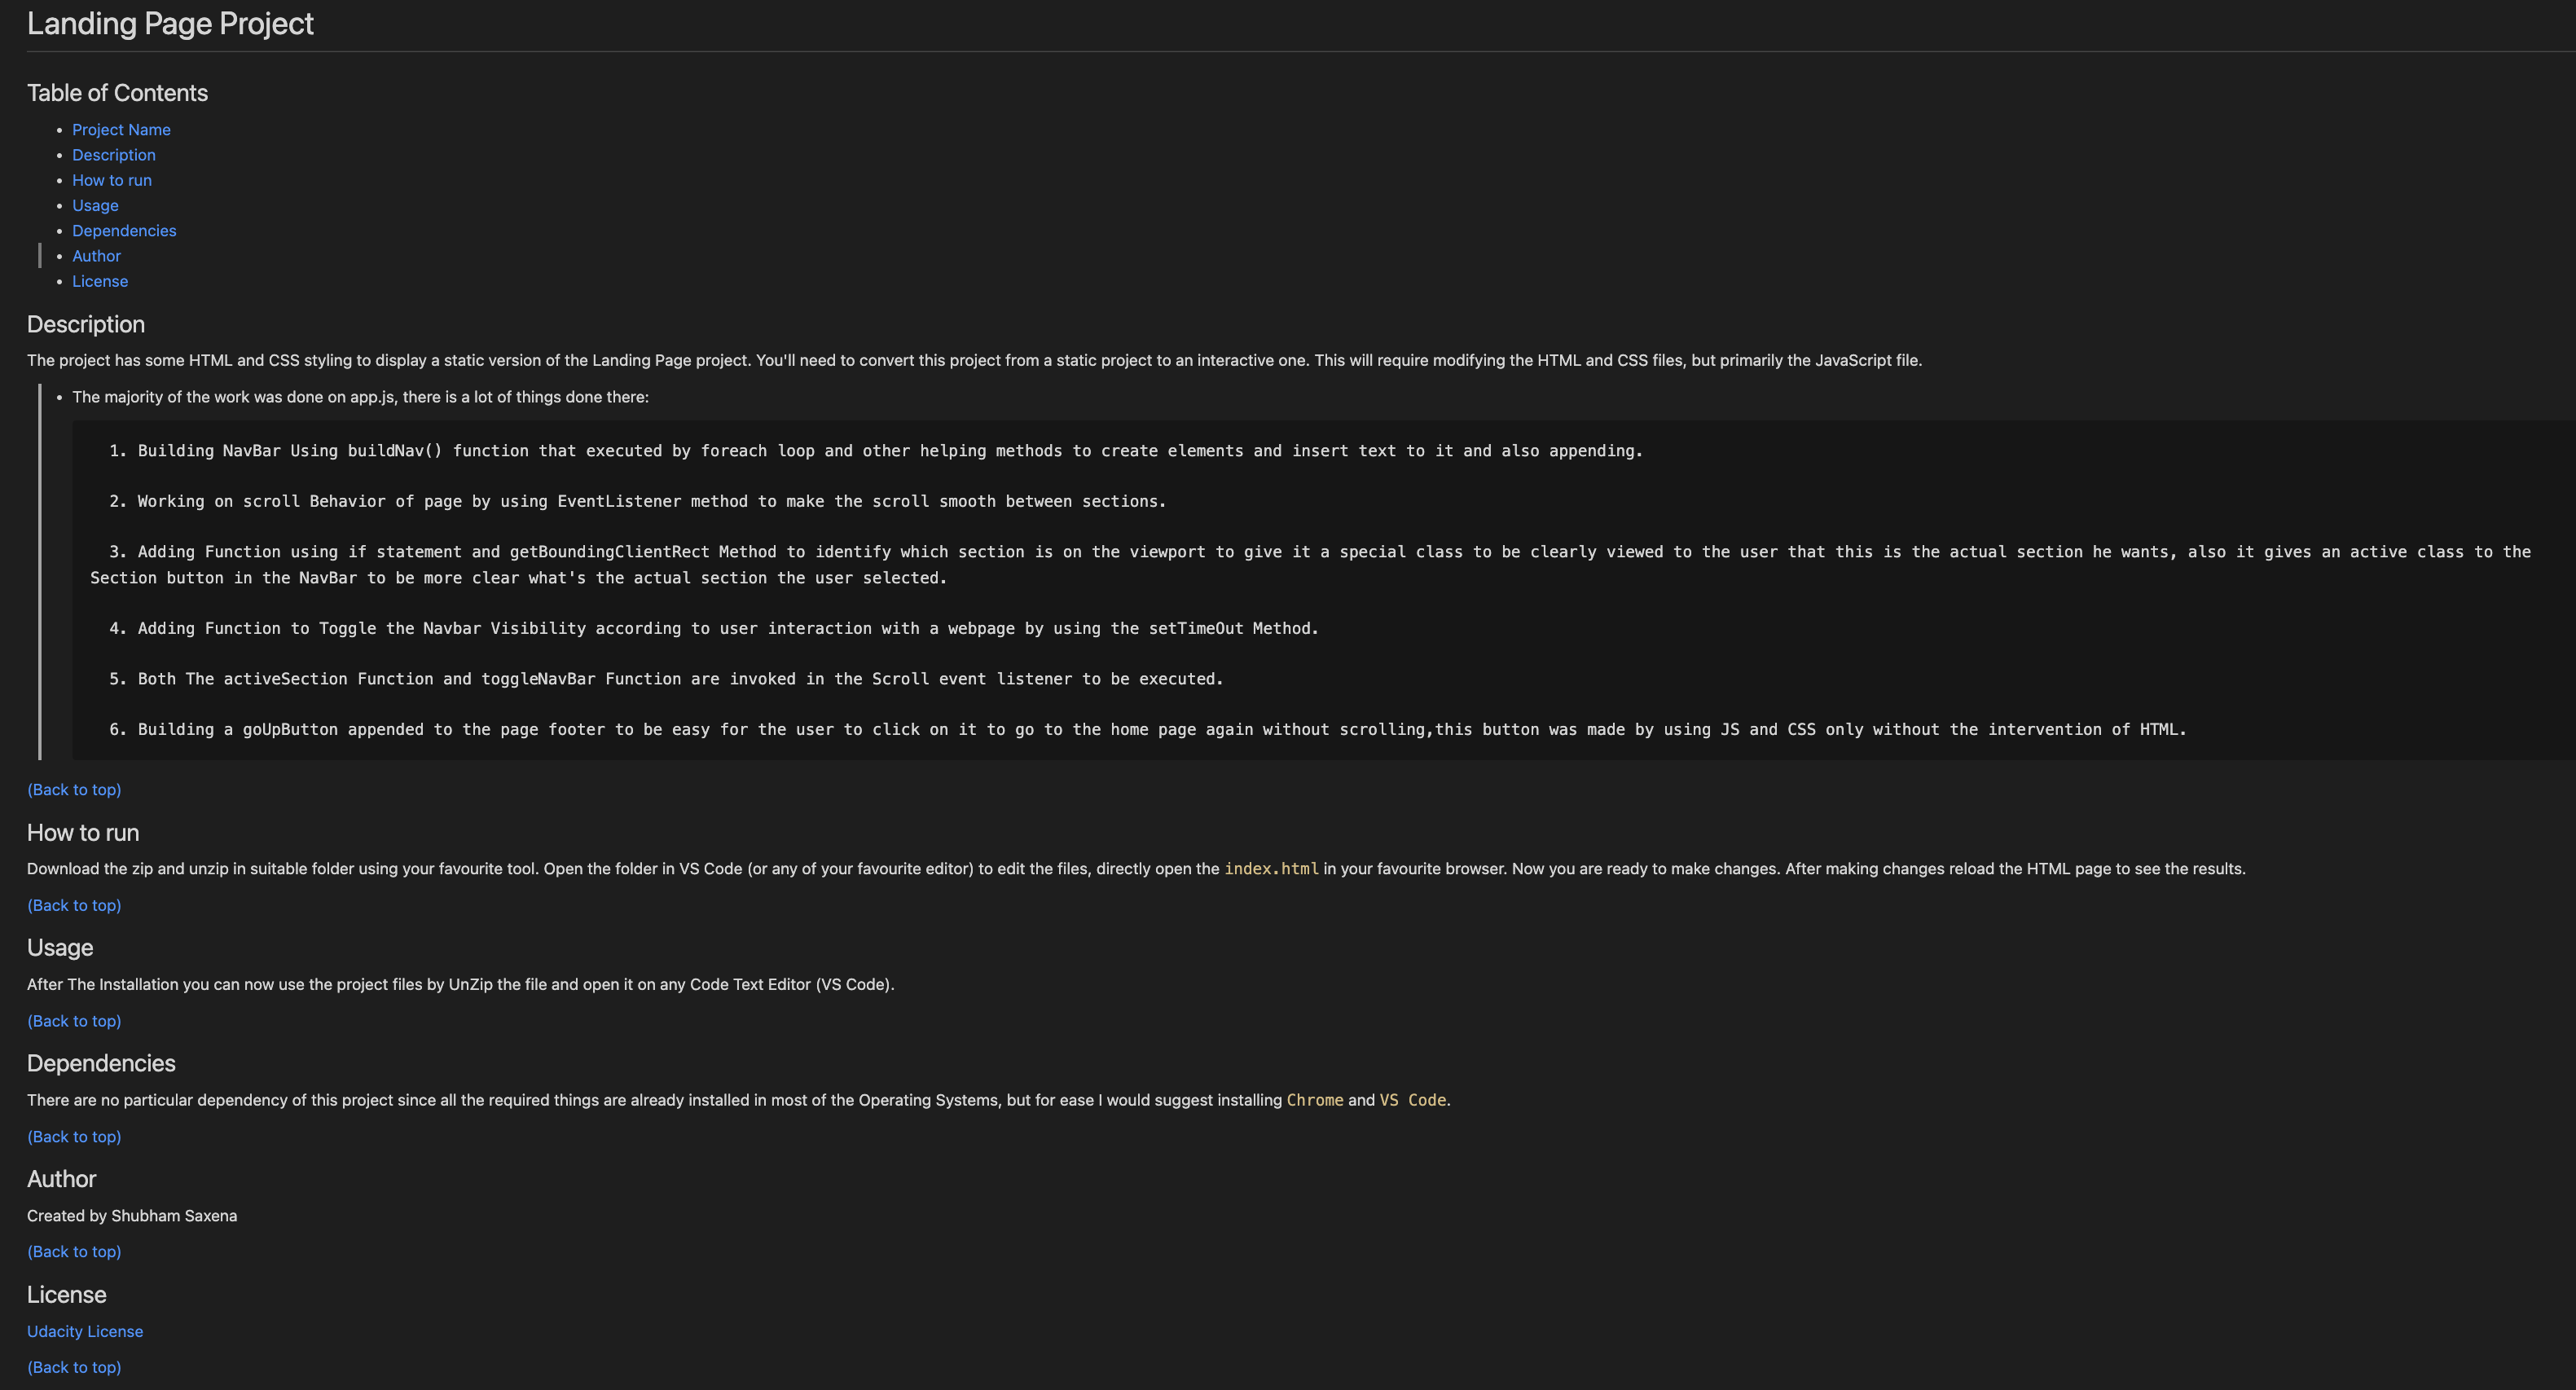 Landing Page Project
Table of Contents
• Project Name
• Description
• How to run
• Usage
• Dependencies
• Author
• License
Description
The project has some HTML and CSS styling to display a static version of the Landing Page project. You'll need to convert this project from a static project to an interactive one. This will require modifying the HTML and CSS files, but primarily the JavaScript file.
• The majority of the work was done on app.js, there is a lot of things done there:
1. Building NavBar Using buildNav() function that executed by foreach loop and other helping methods to create elements and insert text to it and also appending.
2. Working on scroll Behavior of page by using EventListener method to make the scroll smooth between sections.
3. Adding Function using if statement and getBoundingClientRect Method to identify which section is on the viewport to give it a special class to be clearly viewed to the user that this is the actual section he wants, also it gives an active class to the
Section button in the NavBar to be more clear what's the actual section the user selected.
4. Adding Function to Toggle the Navbar Visibility according to user interaction with a webpage by using the setTimeOut Method.
5. Both The activeSection Function and toggleNavBar Function are invoked in the Scroll event listener to be executed.
6. Building a goUpButton appended to the page footer to be easy for the user to click on it to go to the home page again without scrolling,this button was made by using JS and CSS only without the intervention of HTML.
(Back to top)
How to run
Download the zip and unzip in suitable folder using your favourite tool. Open the folder in VS Code (or any of your favourite editor) to edit the files, directly open the index.html in your favourite browser. Now you are ready to make changes. After making changes reload the HTML page to see the results.
(Back to top)
Usage
After The Installation you can now use the project files by UnZip the file and open it on any Code Text Editor (VS Code).
(Back to top)
Dependencies
There are no particular dependency of this project since all the required things are already installed in most of the Operating Systems, but for ease I would suggest installing Chrome and VS Code.
(Back to top)
Author
Created by Shubham Saxena
(Back to top)
License
Udacity License
(Back to top)